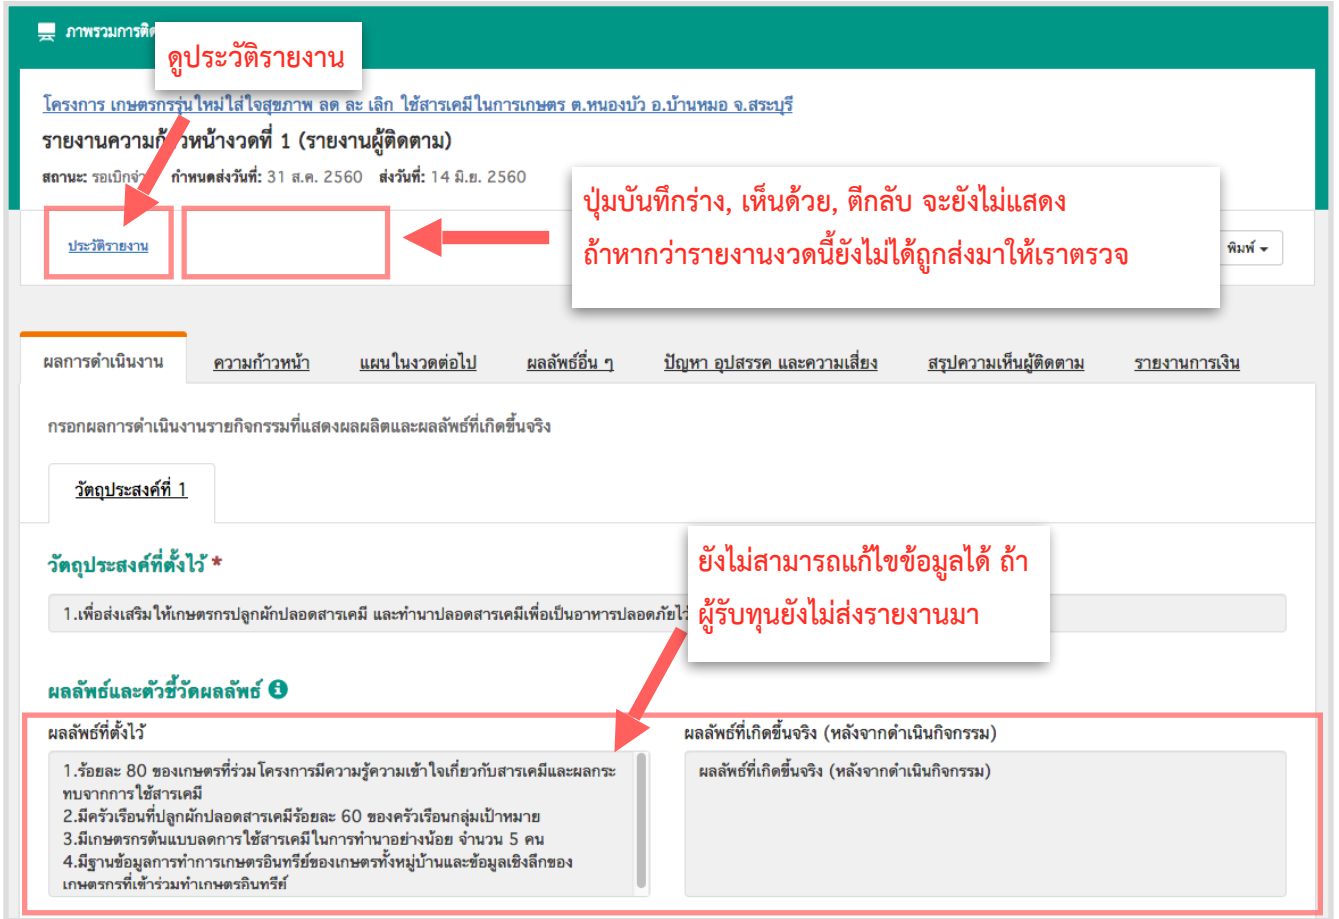 ภาพรวมการติ
ดูประวัติรายงาน
โครงการ เกษตรกรรุ่นใหม่ใส่ใจสุขภาพ ลด ละ เลิก ใช้สารเคมีในการเกษตร ต.หนองบัว อ.บ้านหมอ จ.สระบุรี
รายงานความก้าวหน้างวดที่ 1 (รายงานผู้ติดตาม)
สถานะ: รอเบิกจ่าย กำหนดส่งวันที่: 31 ส.ค. 2560 ส่งวันที่: 14 มิ.ย. 2560
ปุ่มบันทึกร่าง, เห็นด้วย, ตีกลับ จะยังไม่แสดง
ถ้าหากว่ารายงานงวดนี้ยังไม่ได้ถูกส่งมาให้เราตรวจ
ประวัติรายงาน
พิมพ์
ผลการดำเนินงาน ความก้าวหน้า แผนในงวดต่อไป ผลลัพธ์อื่น ๆ ปัญหา อุปสรรค และความเสี่ยง สรุปความเห็นผู้ติดตาม รายงานการเงิน
กรอกผลการดำเนินงานรายกิจกรรมที่แสดงผลผลิตและผลลัพธ์ที่เกิดขึ้นจริง
วัตถุประสงค์ที่ 1
วัตถุประสงค์ที่ตั้งไว้ *
ยังไม่สามารถแก้ไขข้อมูลได้ ถ้า
ผู้รับทุนยังไม่ส่งรายงานมา
1.เพื่อส่งเสริมให้เกษตรกรปลูกผักปลอดสารเคมี และทำนาปลอดสารเคมีเพื่อเป็นอาหารปลอดภัยไว้
ผลลัพธ์และตัวชี้วัดผลลัพธ์
ผลลัพธ์ที่ตั้งไว้
ผลลัพธ์ที่เกิดขึ้นจริง (หลังจากดำเนินกิจกรรม)
1.ร้อยละ 80 ของเกษตรที่ร่วมโครงการมีความรู้ความเข้าใจเกี่ยวกับสารเคมีและผลกระ
ทบจากการใช้สารเคมี
2.มีครัวเรือนที่ปลูกผักปลอดสารเคมีร้อยละ 60 ของครัวเรือนกลุ่มเป้าหมาย
3.มีเกษตรกรต้นแบบลดการใช้สารเคมีในการทำนาอย่างน้อย จำนวน 5 คน
4.มีฐานข้อมูลการทำการเกษตรอินทรีย์ของเกษตรทั้งหมู่บ้านและข้อมูลเชิงลึกของ
เกษตรกรที่เข้าร่วมทำเกษตรอินทรีย์
ผลลัพธ์ที่เกิดขึ้นจริง (หลังจากดำเนินกิจกรรม)